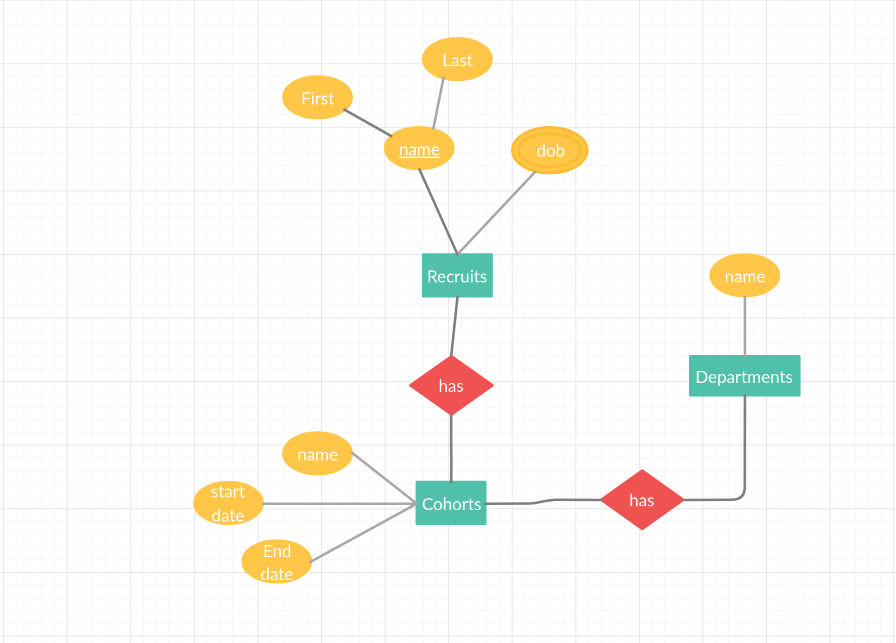 Last
First
name
dob
Recruits
name
has
Departments
name
start
date
Cohorts
has
End
date